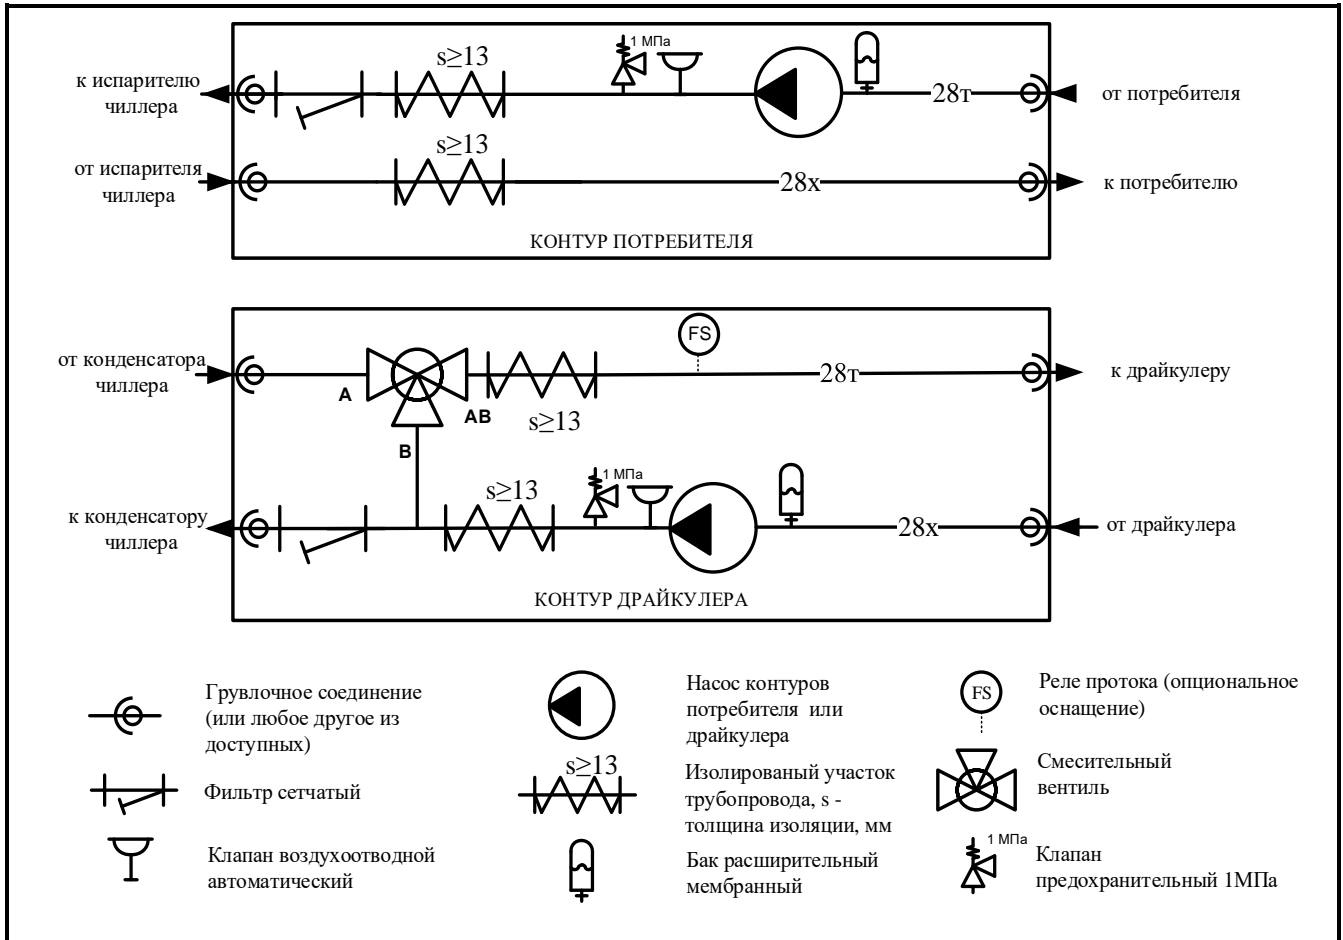 s≥13
1 МПа
к испарителю
чиллера
28т
от потребителя
s≥13
от испарителя
чиллера
28х
к потребителю
КОНТУР ПОТРЕБИТЕЛЯ
FS
от конденсатора
чиллера
28т
к драйкулеру
A
AB
s≥13
B
s≥13
1 МПа
к конденсатору
чиллера
28х
от драйкулера
КОНТУР ДРАЙКУЛЕРА
Грувлочное соединение
(или любое другое из
доступных)
Насос контуров
потребителя или
драйкулера
FS
Реле протока (опциональное
оснащение)
Фильтр сетчатый
s≥13
Изолированый участок
трубопровода, s -
толщина изоляции, мм
Смесительный
вентиль
Клапан воздухоотводной
автоматический
Бак расширительный
мембранный
1 МПа
Клапан
предохранительный 1МПа